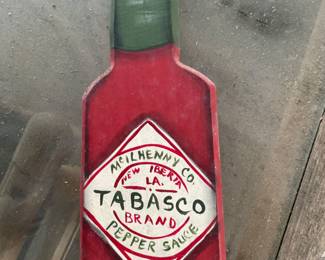 McILHENNY CO.
NEW IBERIA
LA.
TABASCO
BRAND
PEPPER SAUCE